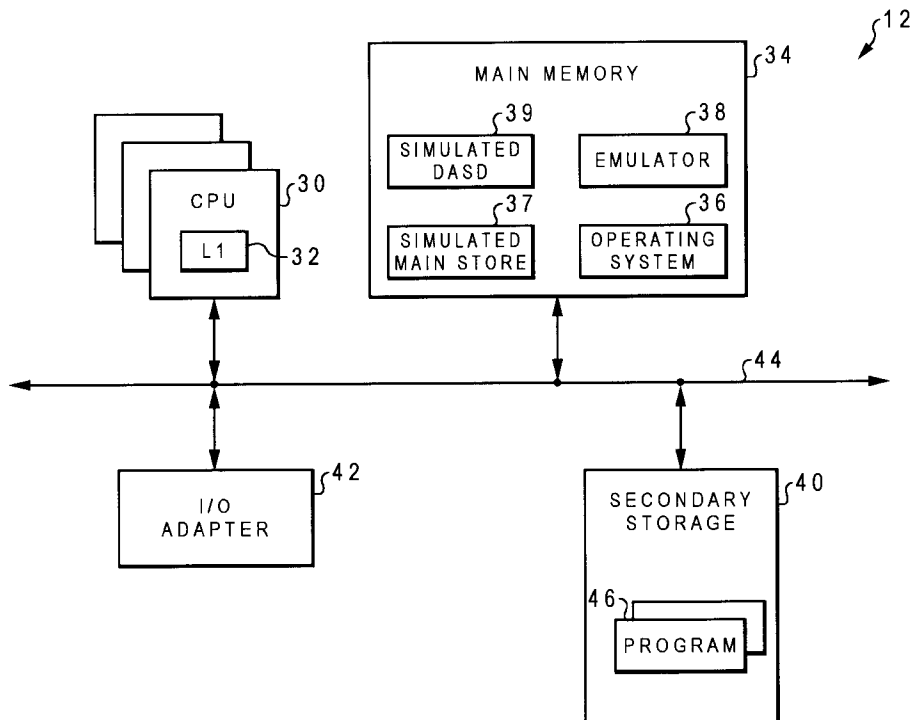 12
MAIN MEMORY
34
39
SIMULATED
DASD
38
EMULATOR
37
SIMULATED
MAIN STORE
36
OPERATING
SYSTEM
CPU
30
L1
32
44
I/O
ADAPTER
42
SECONDARY
STORAGE
40
46
PROGRAM